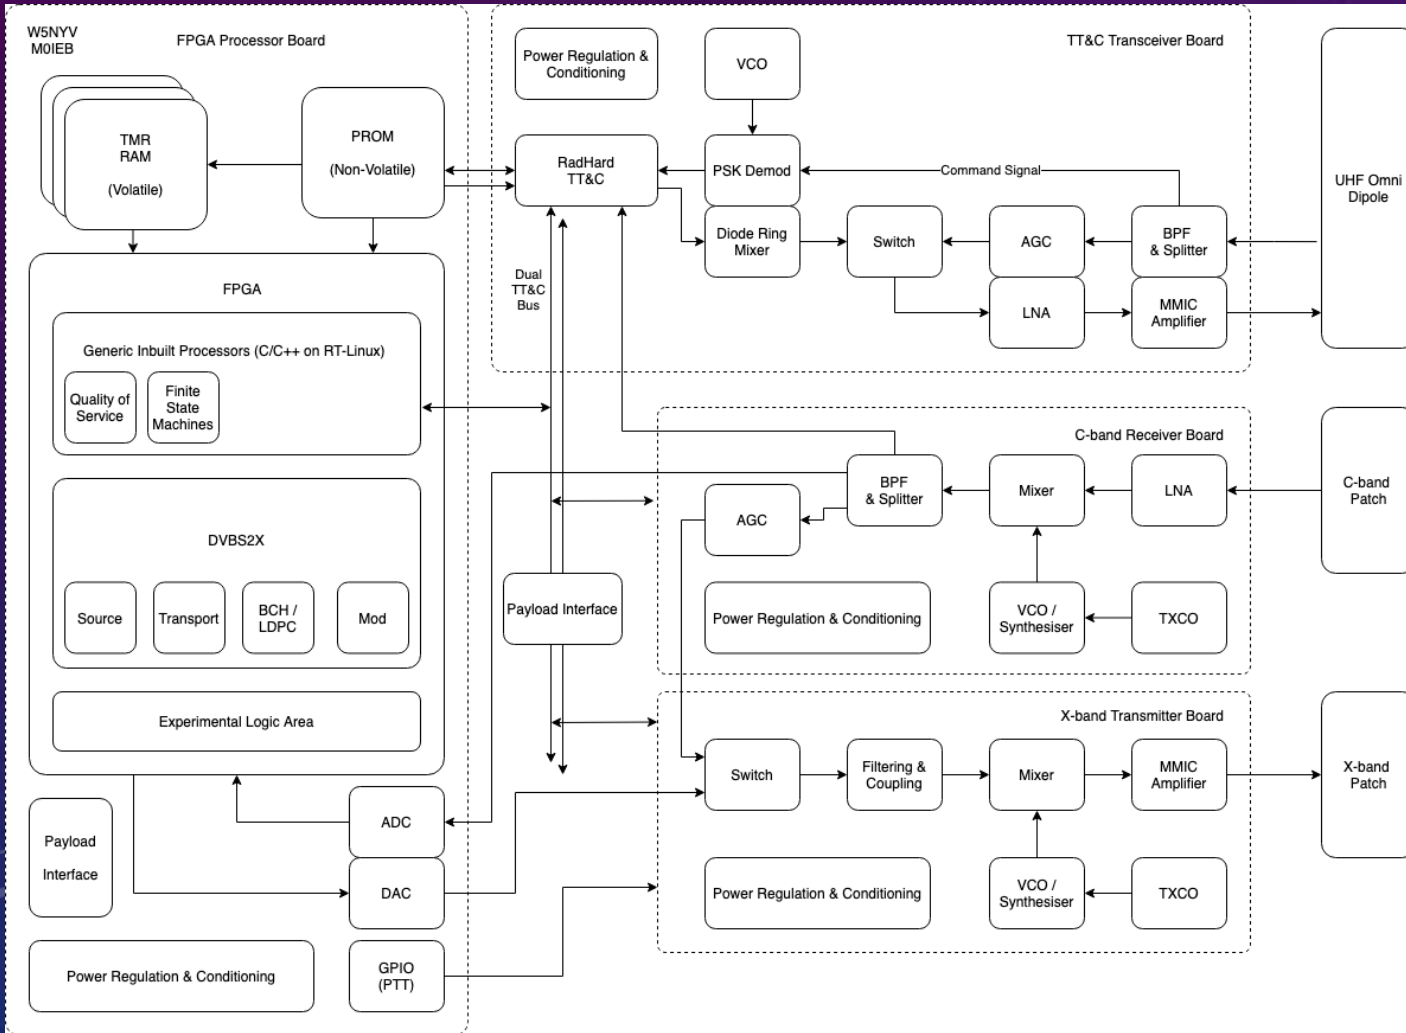 W5NYV
M0IEB
FPGA Processor Board
TMR
RAM
(Volatile)
PROM
(Non-Volatile)
FPGA
Generic Inbuilt Processors (C/C++ on RT-Linux)
Quality of
Service
Finite
State
Machines
DVBS2X
Source
Transport
BCH /
LDPC
Mod
Experimental Logic Area
Payload
Interface
ADC
DAC
Power Regulation & Conditioning
GPIO
(PTT)
TT&C Transceiver Board
Power Regulation &
Conditioning
VCO
RadHard
TT&C
PSK Demod
Command Signal
Diode Ring
Mixer
Switch
AGC
BPF
& Splitter
LNA
MMIC
Amplifier
UHF Omni
Dipole
Dual
TT&C
Bus
Payload Interface
C-band Receiver Board
BPF
& Splitter
Mixer
LNA
C-band
Patch
AGC
Power Regulation & Conditioning
VCO /
Synthesiser
TXCO
X-band Transmitter Board
Switch
Filtering &
Coupling
Mixer
MMIC
Amplifier
X-band
Patch
Power Regulation & Conditioning
VCO /
Synthesiser
TXCO